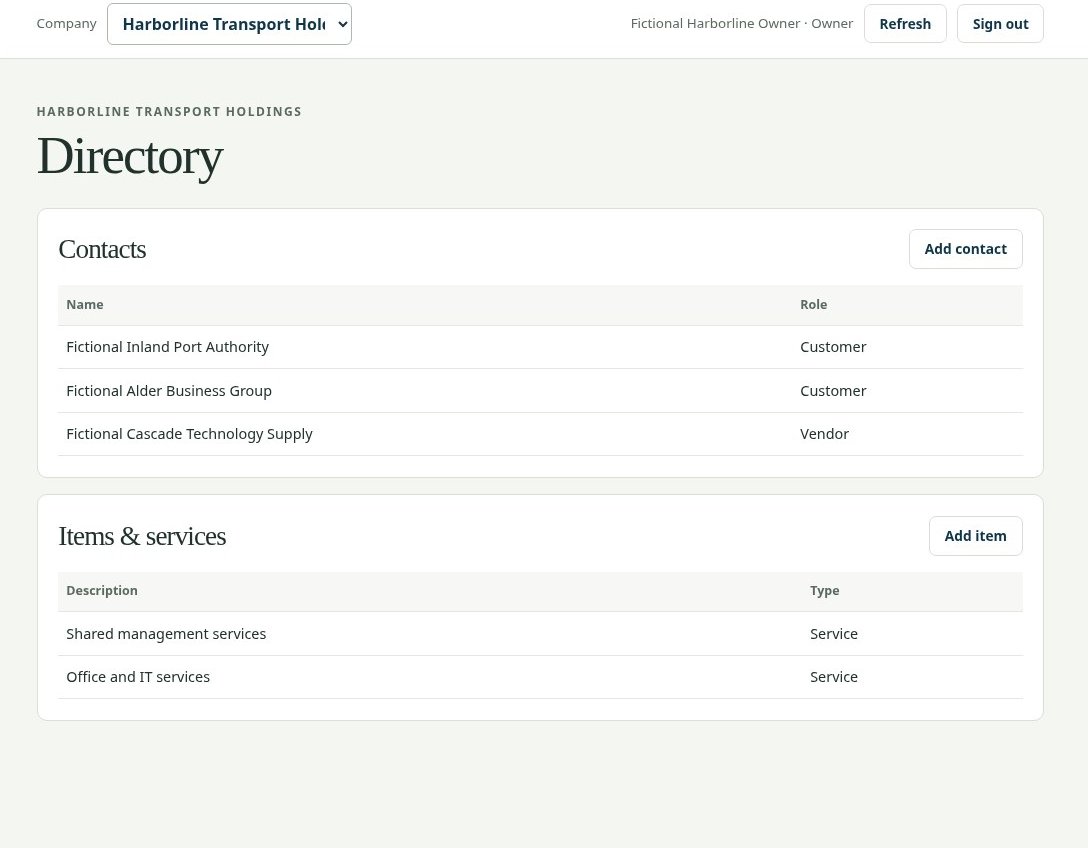 Company Harborline Transport Hol Fictional Harborline Owner · Owner Refresh Sign out
HARBORLINE TRANSPORT HOLDINGS
Directory
Contacts Add contact
Name Role
Fictional Inland Port Authority Customer
Fictional Alder Business Group Customer
Fictional Cascade Technology Supply Vendor
Items & services Add item
Description Type
Shared management services Service
Office and IT services Service